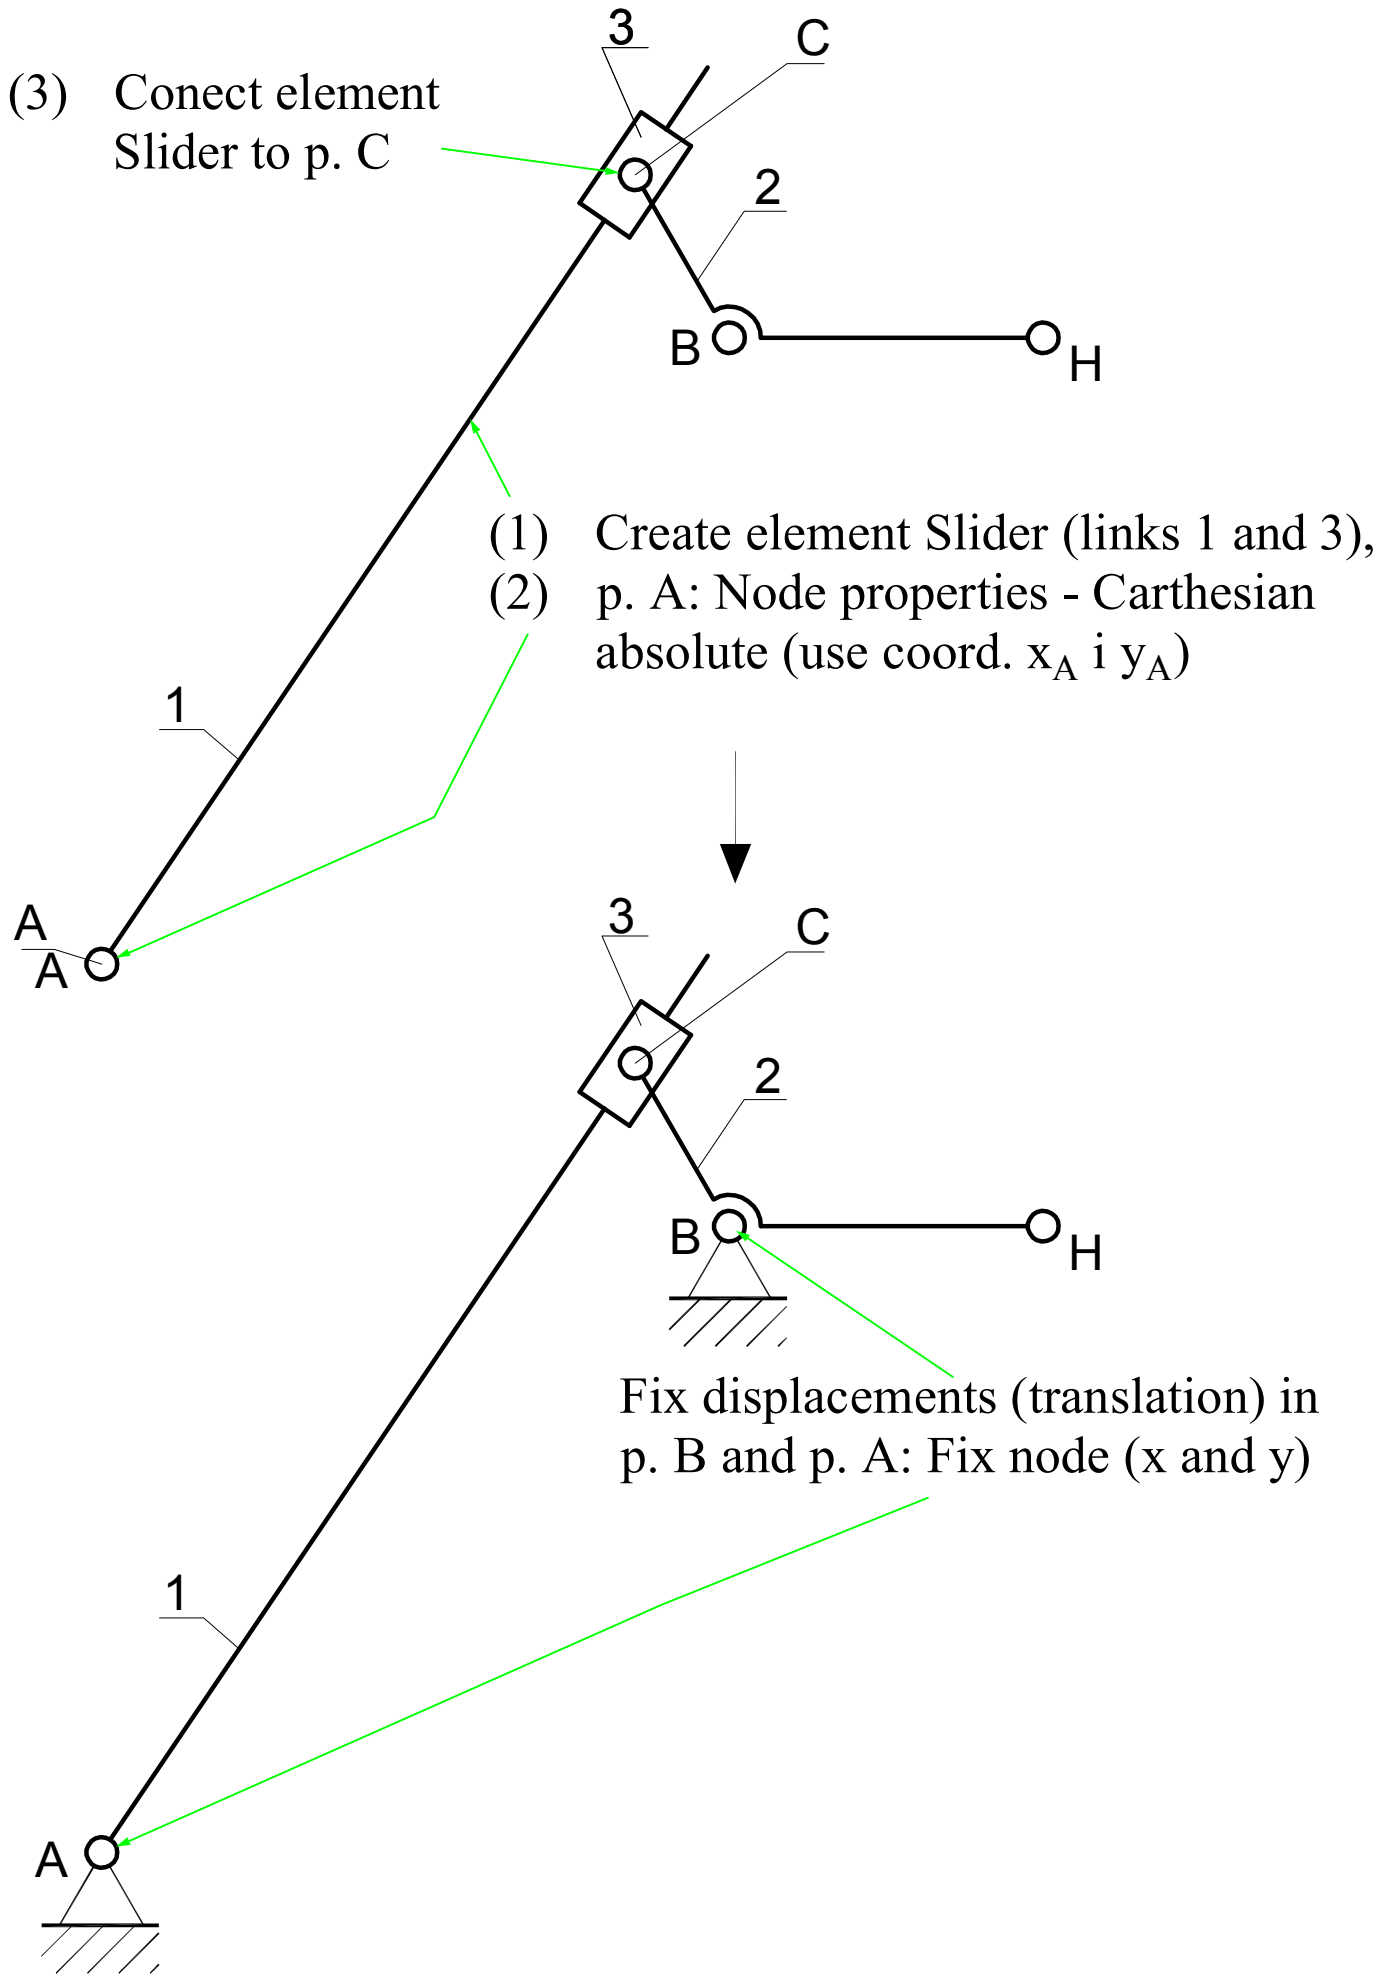 3
C
(3) Conect element
Slider to p. C
2
B
H
(1) Create element Slider (links 1 and 3),
(2) p. A: Node properties - Carthesian
absolute (use coord. xA i yA)
1
A
A
3
C
2
B
H
Fix displacements (translation) in
p. B and p. A: Fix node (x and y)
1
A